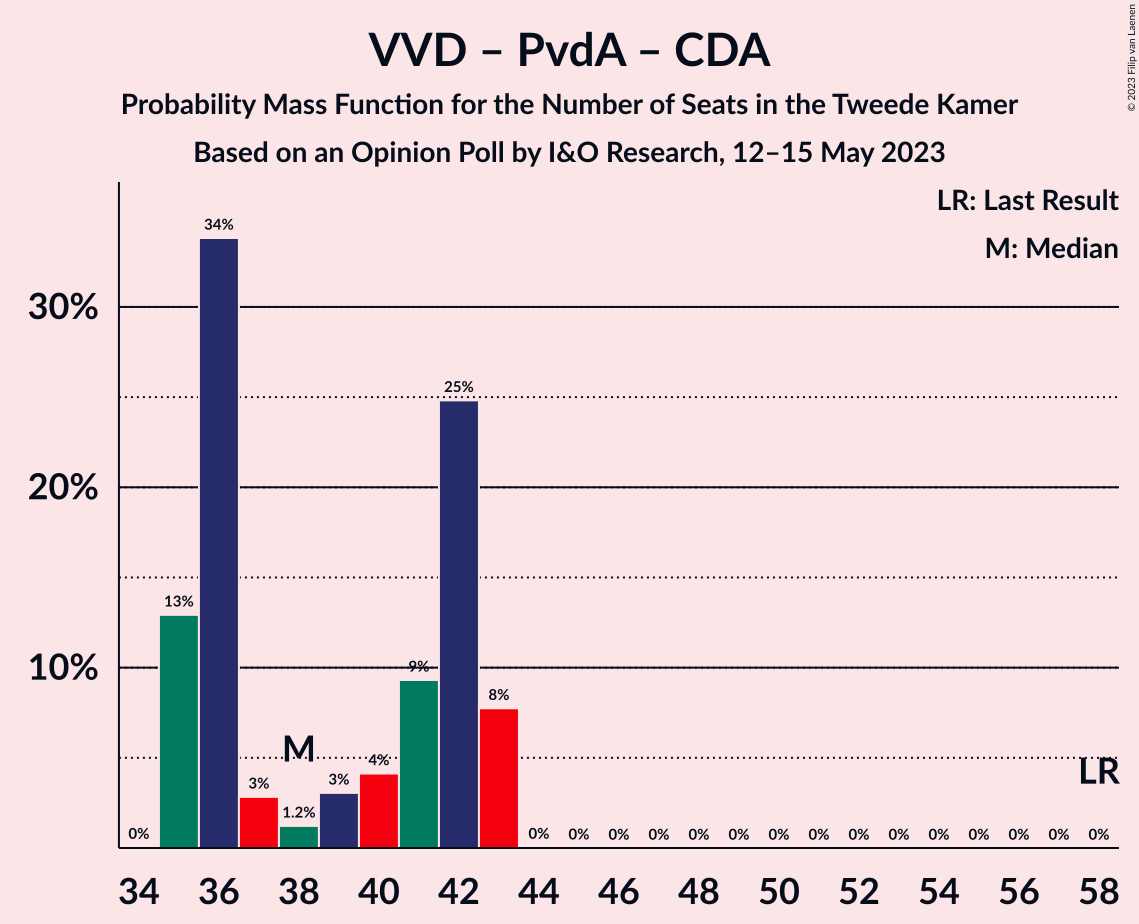 VVD – PvdA – CDA
Probability Mass Function for the Number of Seats in the Tweede Kamer
Based on an Opinion Poll by I&O Research, 12–15 May 2023
© 2023 Filip van Laenen
LR: Last Result
M: Median
30%
20%
10%
0% 13% 34% 3% 1.2% 3% 4% 9% 25% 8% 0% 0% 0% 0% 0% 0% 0% 0% 0% 0% 0% 0% 0% 0% 0%
M
LR
34 36 38 40 42 44 46 48 50 52 54 56 58